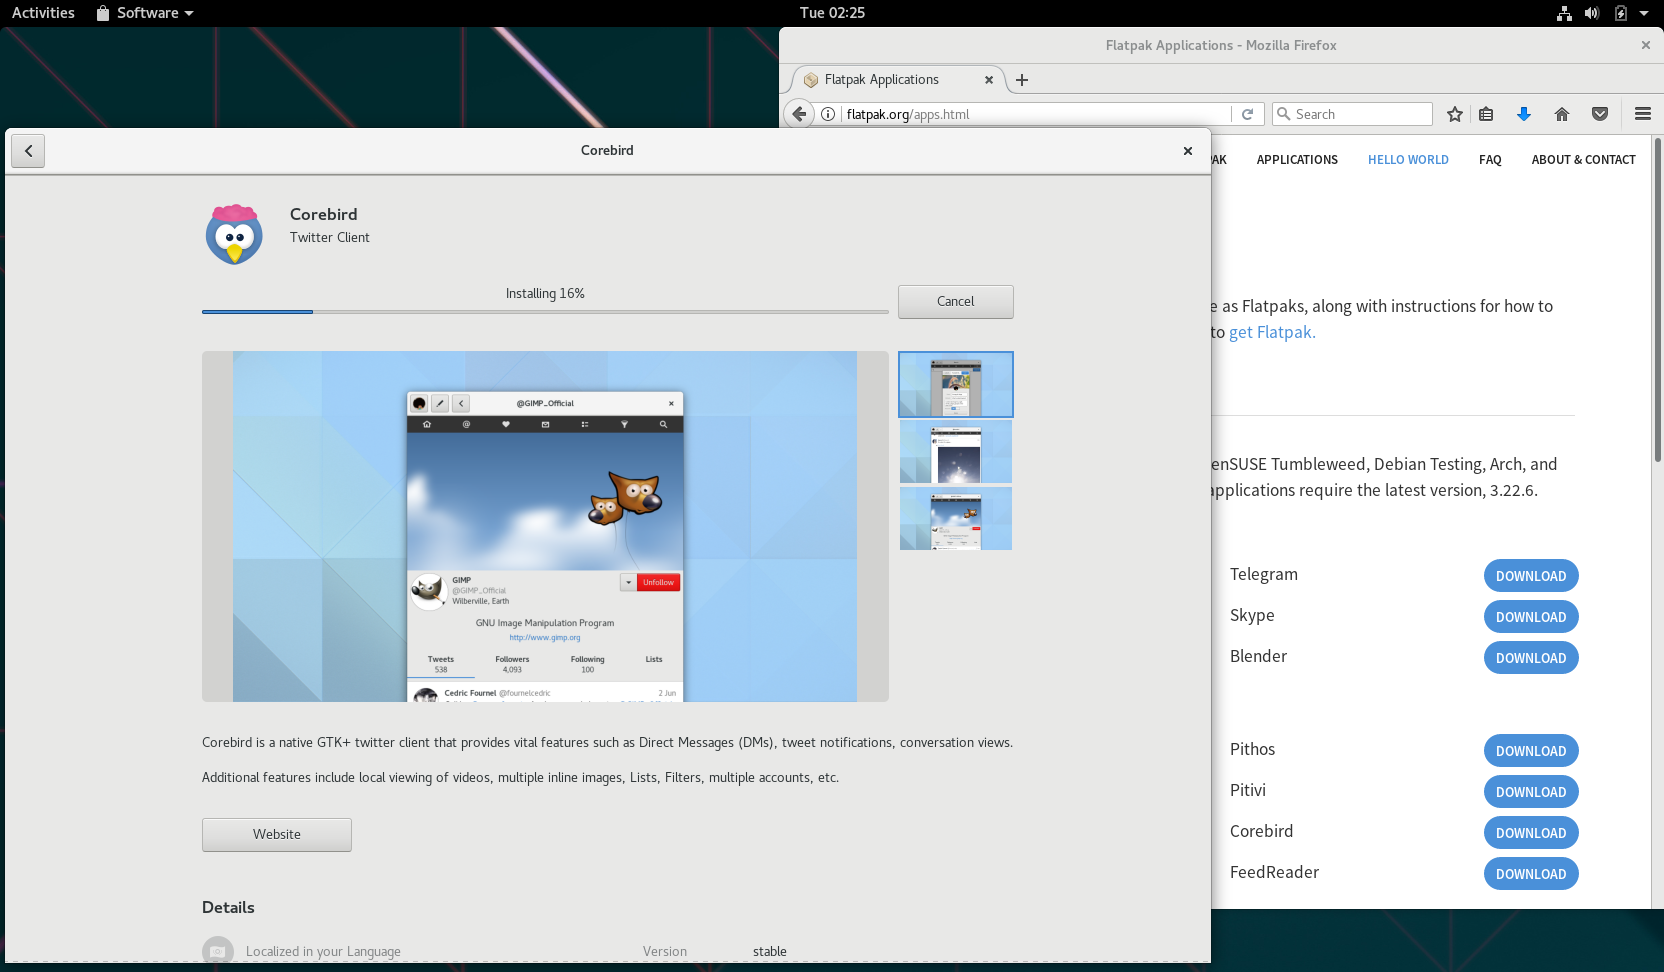 Activities
Software
Tue 02:25
Flatpak Applications - Mozilla Firefox
Flatpak Applications
flatpak.org/apps.html
Search
APPLICATIONS
HELLO WORLD
FAQ
ABOUT & CONTACT
as Flatpaks, along with instructions for how to
to get Flatpak.
enSUSE Tumbleweed, Debian Testing, Arch, and
applications require the latest version, 3.22.6.
Telegram DOWNLOAD
Skype DOWNLOAD
Blender DOWNLOAD
Pithos DOWNLOAD
Pitivi DOWNLOAD
Corebird DOWNLOAD
FeedReader DOWNLOAD
Corebird
Corebird
Twitter Client
Installing 16%
Cancel
@GIMP_Official
GIMP
@GIMP_Official
Wilberville, Earth
Unfollow
GNU Image Manipulation Program
http://www.gimp.org
Tweets Followers Following Lists
538 4,093 100
Cedric Fournel @fournelcedric 2 Jun
Corebird is a native GTK+ twitter client that provides vital features such as Direct Messages (DMs), tweet notifications, conversation views.
Additional features include local viewing of videos, multiple inline images, Lists, Filters, multiple accounts, etc.
Website
Details
Localized in your Language
Version stable